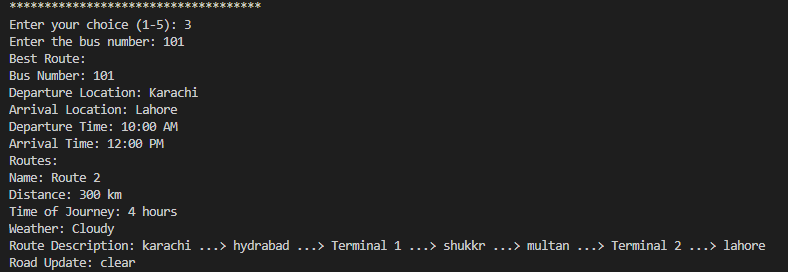 ************************************
Enter your choice (1-5): 3
Enter the bus number: 101
Best Route:
Bus Number: 101
Departure Location: Karachi
Arrival Location: Lahore
Departure Time: 10:00 AM
Arrival Time: 12:00 PM
Routes:
Name: Route 2
Distance: 300 km
Time of Journey: 4 hours
Weather: Cloudy
Route Description: karachi ...> hydrabad ...> Terminal 1 ...> shukkr ...> multan ...> Terminal 2 ...> lahore
Road Update: clear